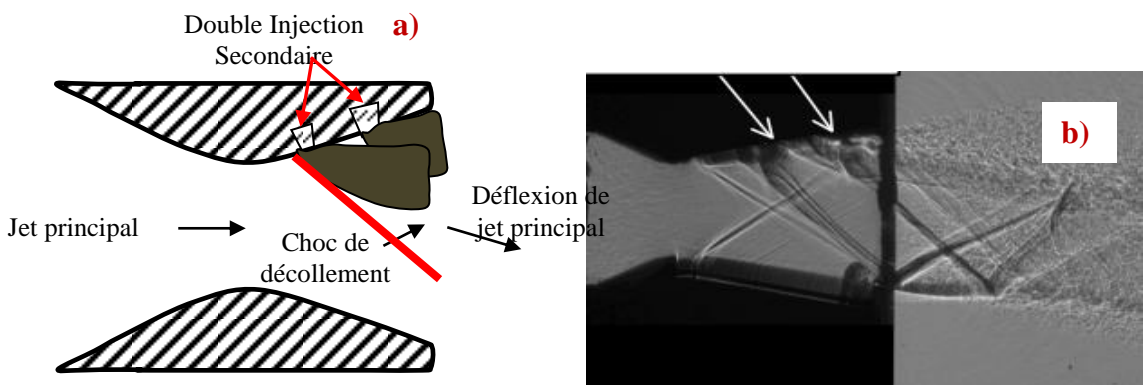 Double Injection
Secondaire
a)
b)
Jet principal
Choc de
décollement
Déflexion de
jet principal